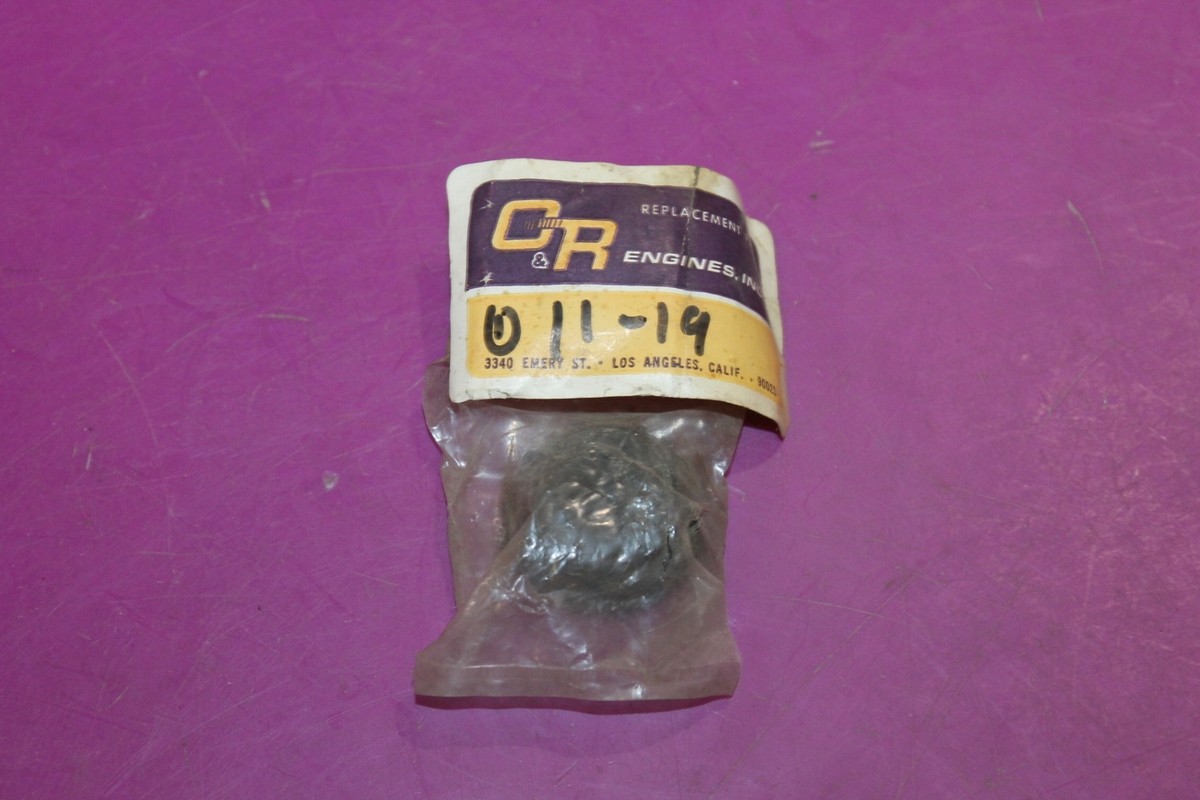 C&R
REPLACEMENT
ENGINES, INC
11-19
3340 EMERY ST. - LOS ANGELES, CALIF. -